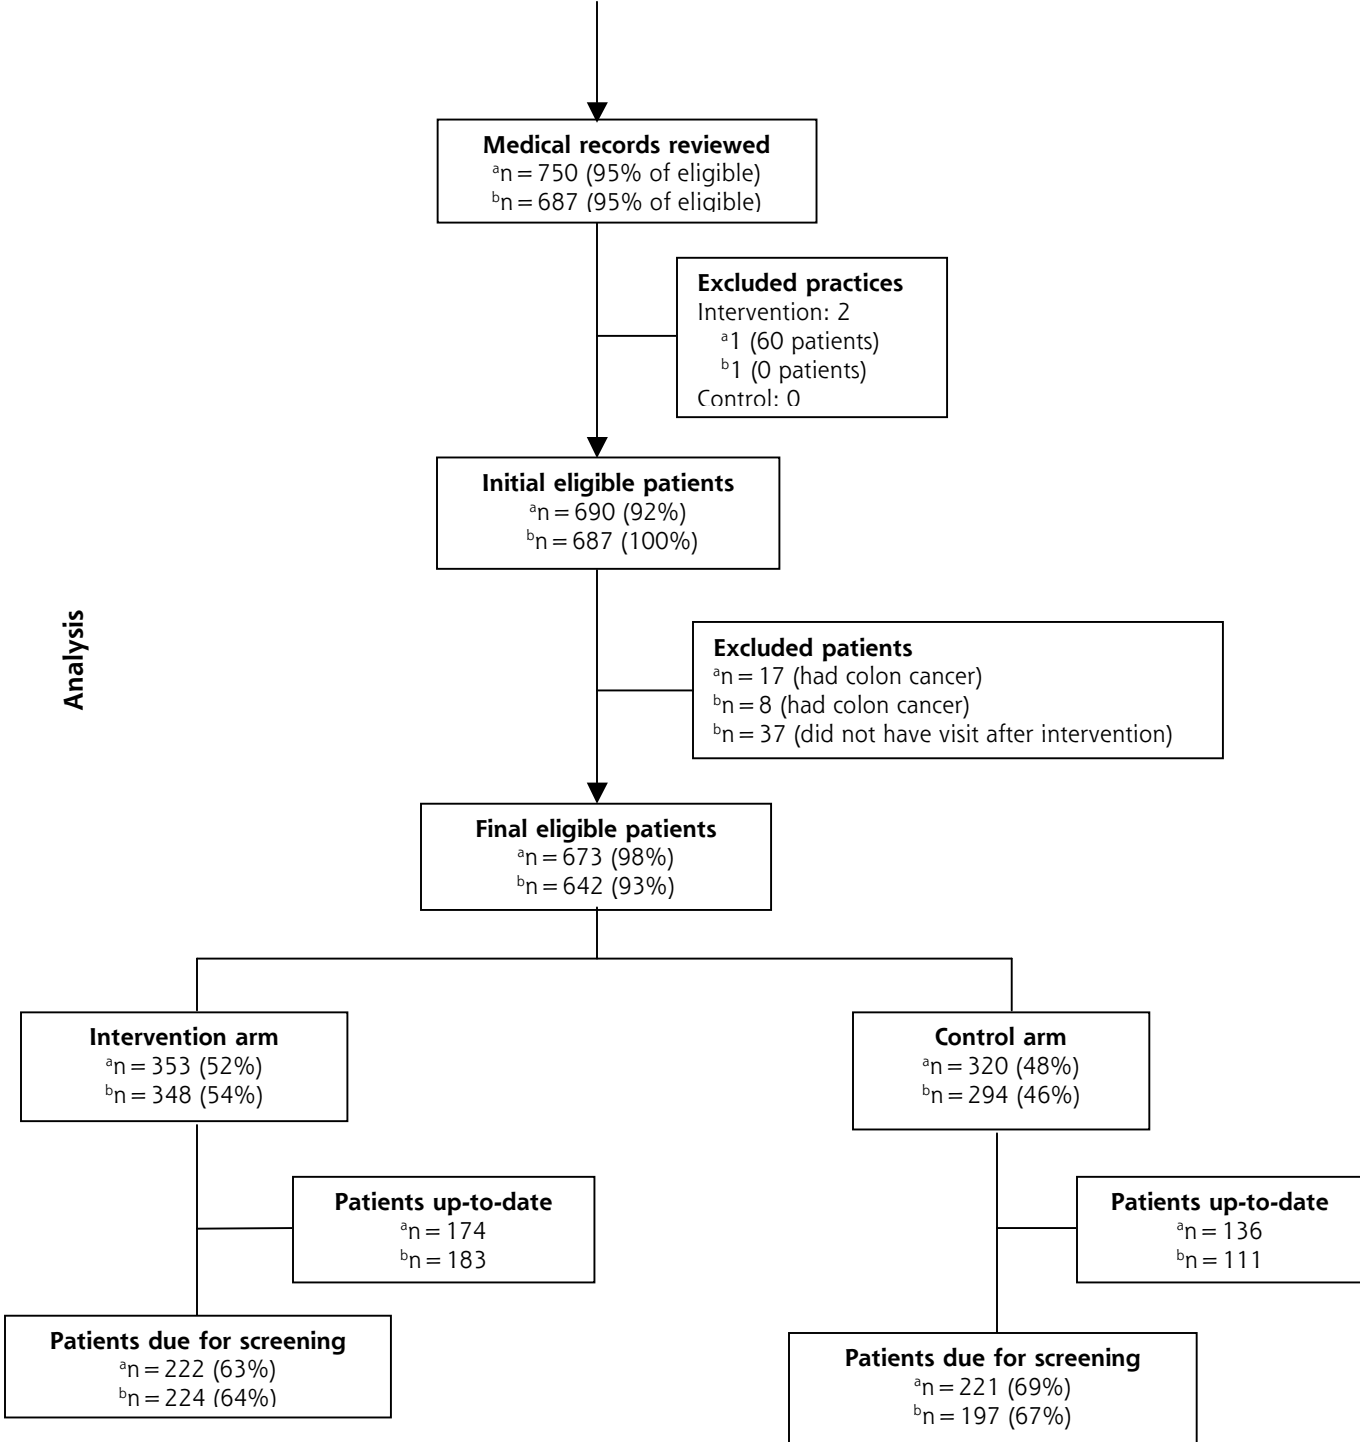 Medical records reviewed
ᵃn = 750 (95% of eligible)
ᵇn = 687 (95% of eligible)
Excluded practices
Intervention: 2
ᵃ1 (60 patients)
ᵇ1 (0 patients)
Control: 0
Initial eligible patients
ᵃn = 690 (92%)
ᵇn = 687 (100%)
Analysis
Excluded patients
ᵃn = 17 (had colon cancer)
ᵇn = 8 (had colon cancer)
ᵇn = 37 (did not have visit after intervention)
Final eligible patients
ᵃn = 673 (98%)
ᵇn = 642 (93%)
Intervention arm
ᵃn = 353 (52%)
ᵇn = 348 (54%)
Control arm
ᵃn = 320 (48%)
ᵇn = 294 (46%)
Patients up-to-date
ᵃn = 174
ᵇn = 183
Patients up-to-date
ᵃn = 136
ᵇn = 111
Patients due for screening
ᵃn = 222 (63%)
ᵇn = 224 (64%)
Patients due for screening
ᵃn = 221 (69%)
ᵇn = 197 (67%)